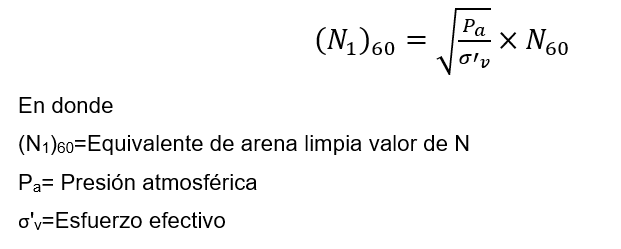 (N₁)₆₀ = √(Pₐ/σ'ᵥ) × N₆₀
En donde
(N₁)₆₀=Equivalente de arena limpia valor de N
Pₐ= Presión atmosférica
σ'ᵥ=Esfuerzo efectivo